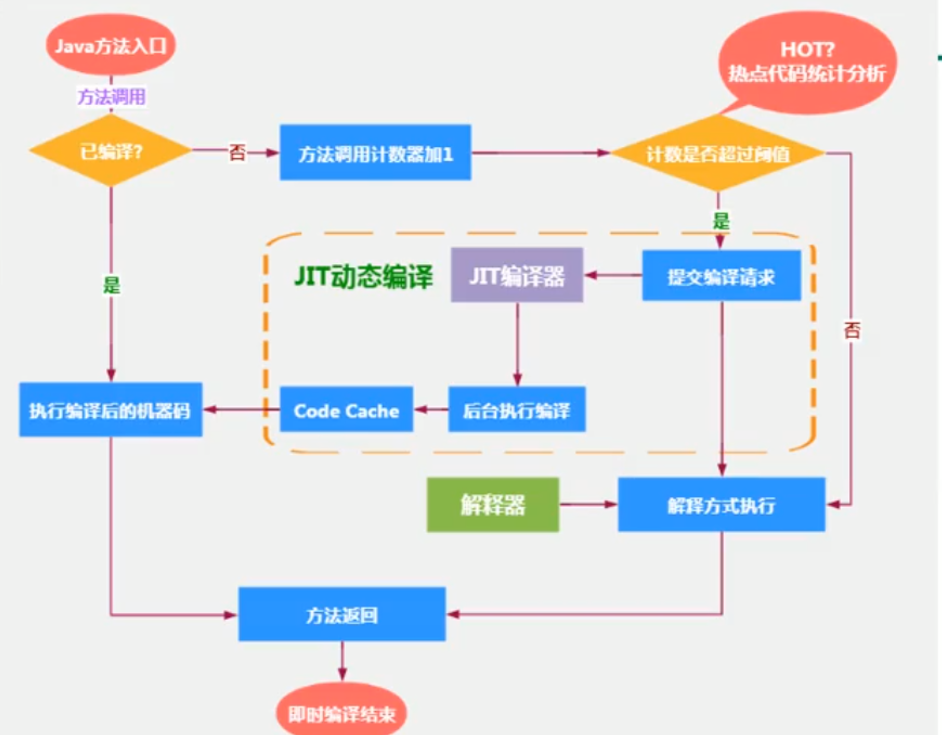 Java方法入口
HOT?
热点代码统计分析
方法调用
已编译?
否
方法调用计数器加1
计数是否超过阈值
是
JIT动态编译
JIT编译器
提交编译请求
是
否
执行编译后的机器码
Code Cache
后台执行编译
解释器
解释方式执行
方法返回
即时编译结束